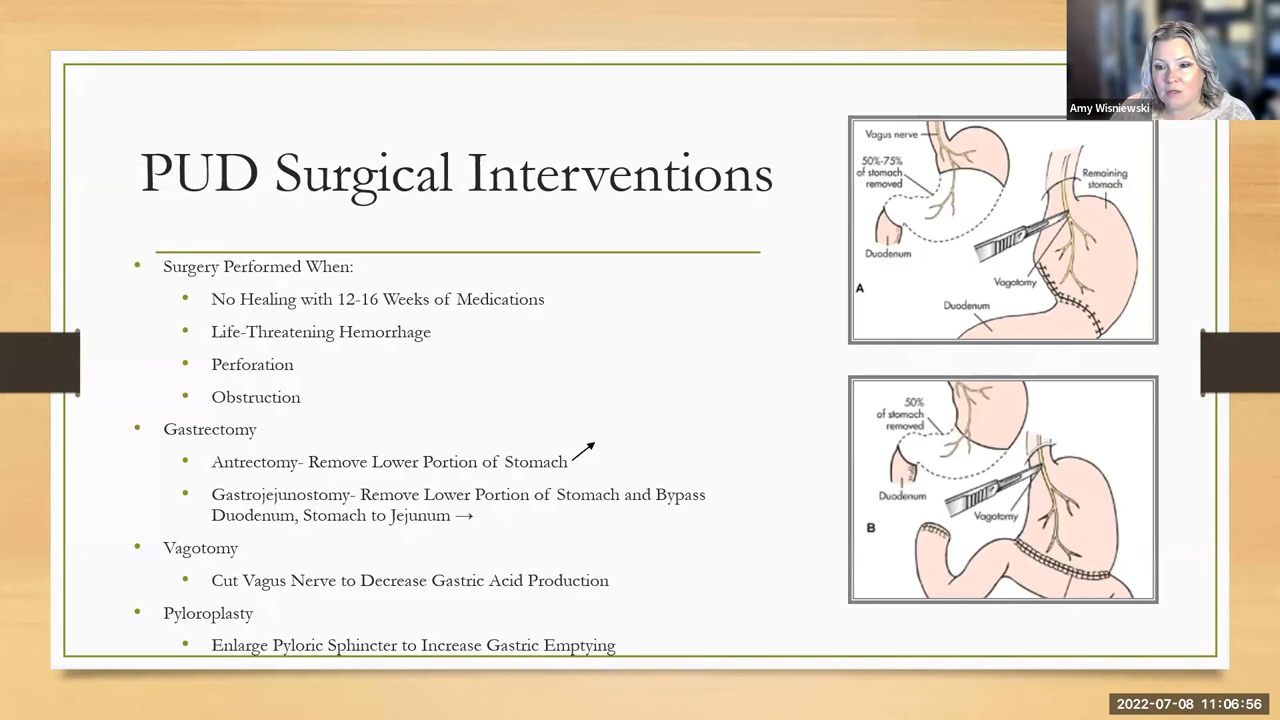 Amy Wisniewski
PUD Surgical Interventions
• Surgery Performed When:
• No Healing with 12-16 Weeks of Medications
• Life-Threatening Hemorrhage
• Perforation
• Obstruction
• Gastrectomy
• Antrectomy- Remove Lower Portion of Stomach
• Gastrojejunostomy- Remove Lower Portion of Stomach and Bypass
Duodenum, Stomach to Jejunum →
• Vagotomy
• Cut Vagus Nerve to Decrease Gastric Acid Production
• Pyloroplasty
• Enlarge Pyloric Sphincter to Increase Gastric Emptying
Vagus nerve
50%-75%
of stomach
removed
Duodenum
Remaining
stomach
Vagotomy
A
Duodenum
50%
of stomach
removed
Duodenum
Vagotomy
B
2022-07-08 11:06:56